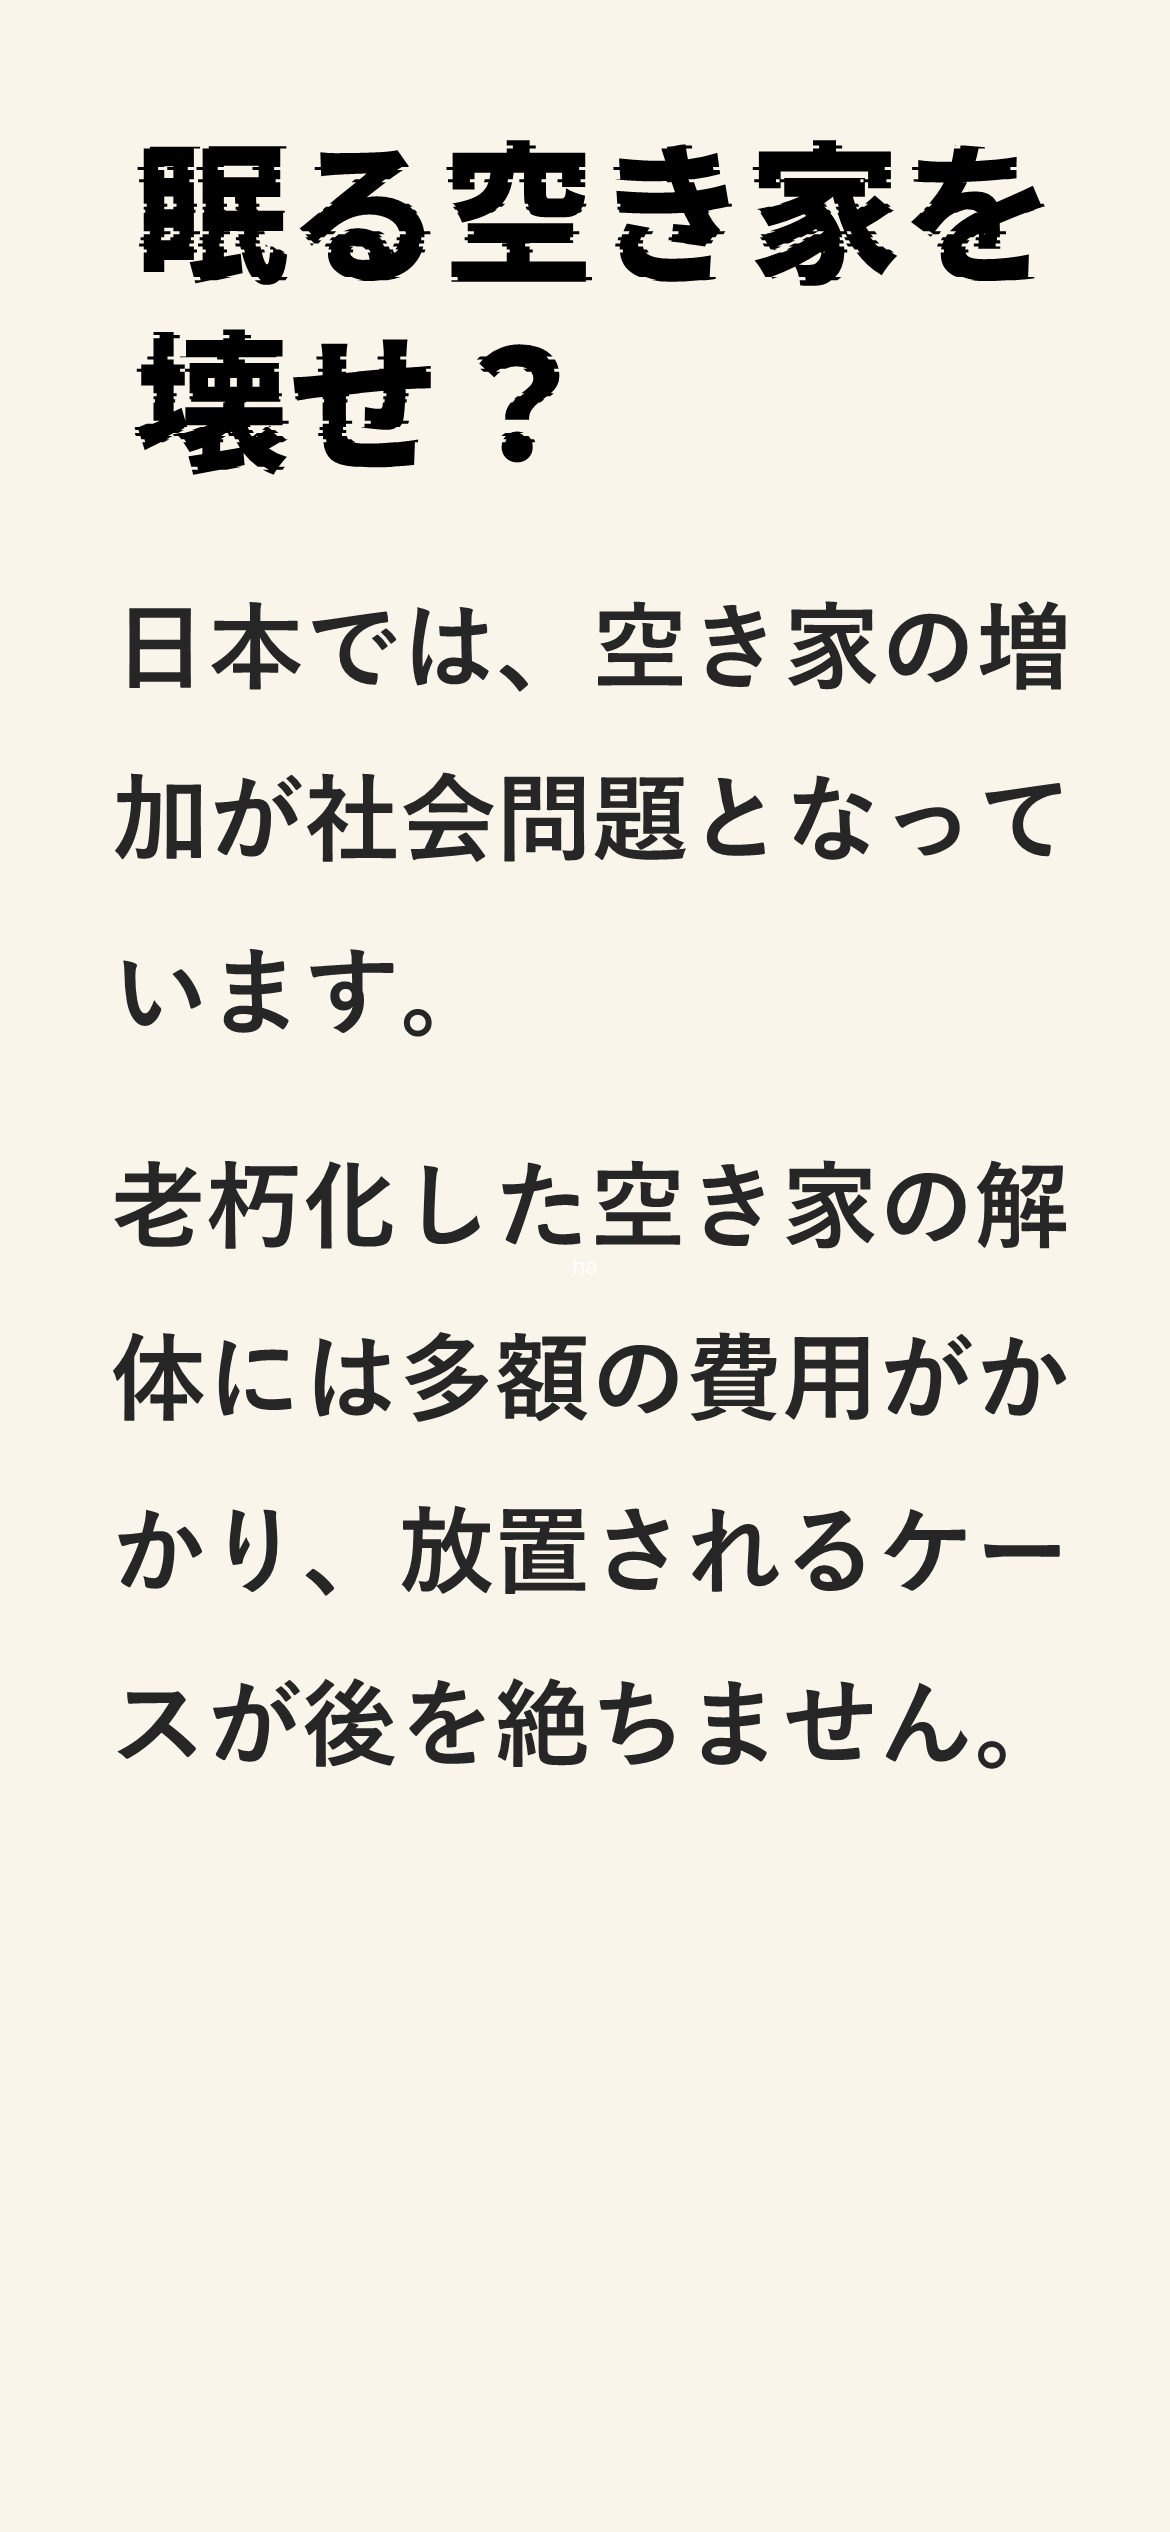 眠る空き家を
壊せ？
日本では、空き家の増
加が社会問題となって
います。
老朽化した空き家の解
ha
体には多額の費用がか
かり、放置されるケー
スが後を絶ちません。